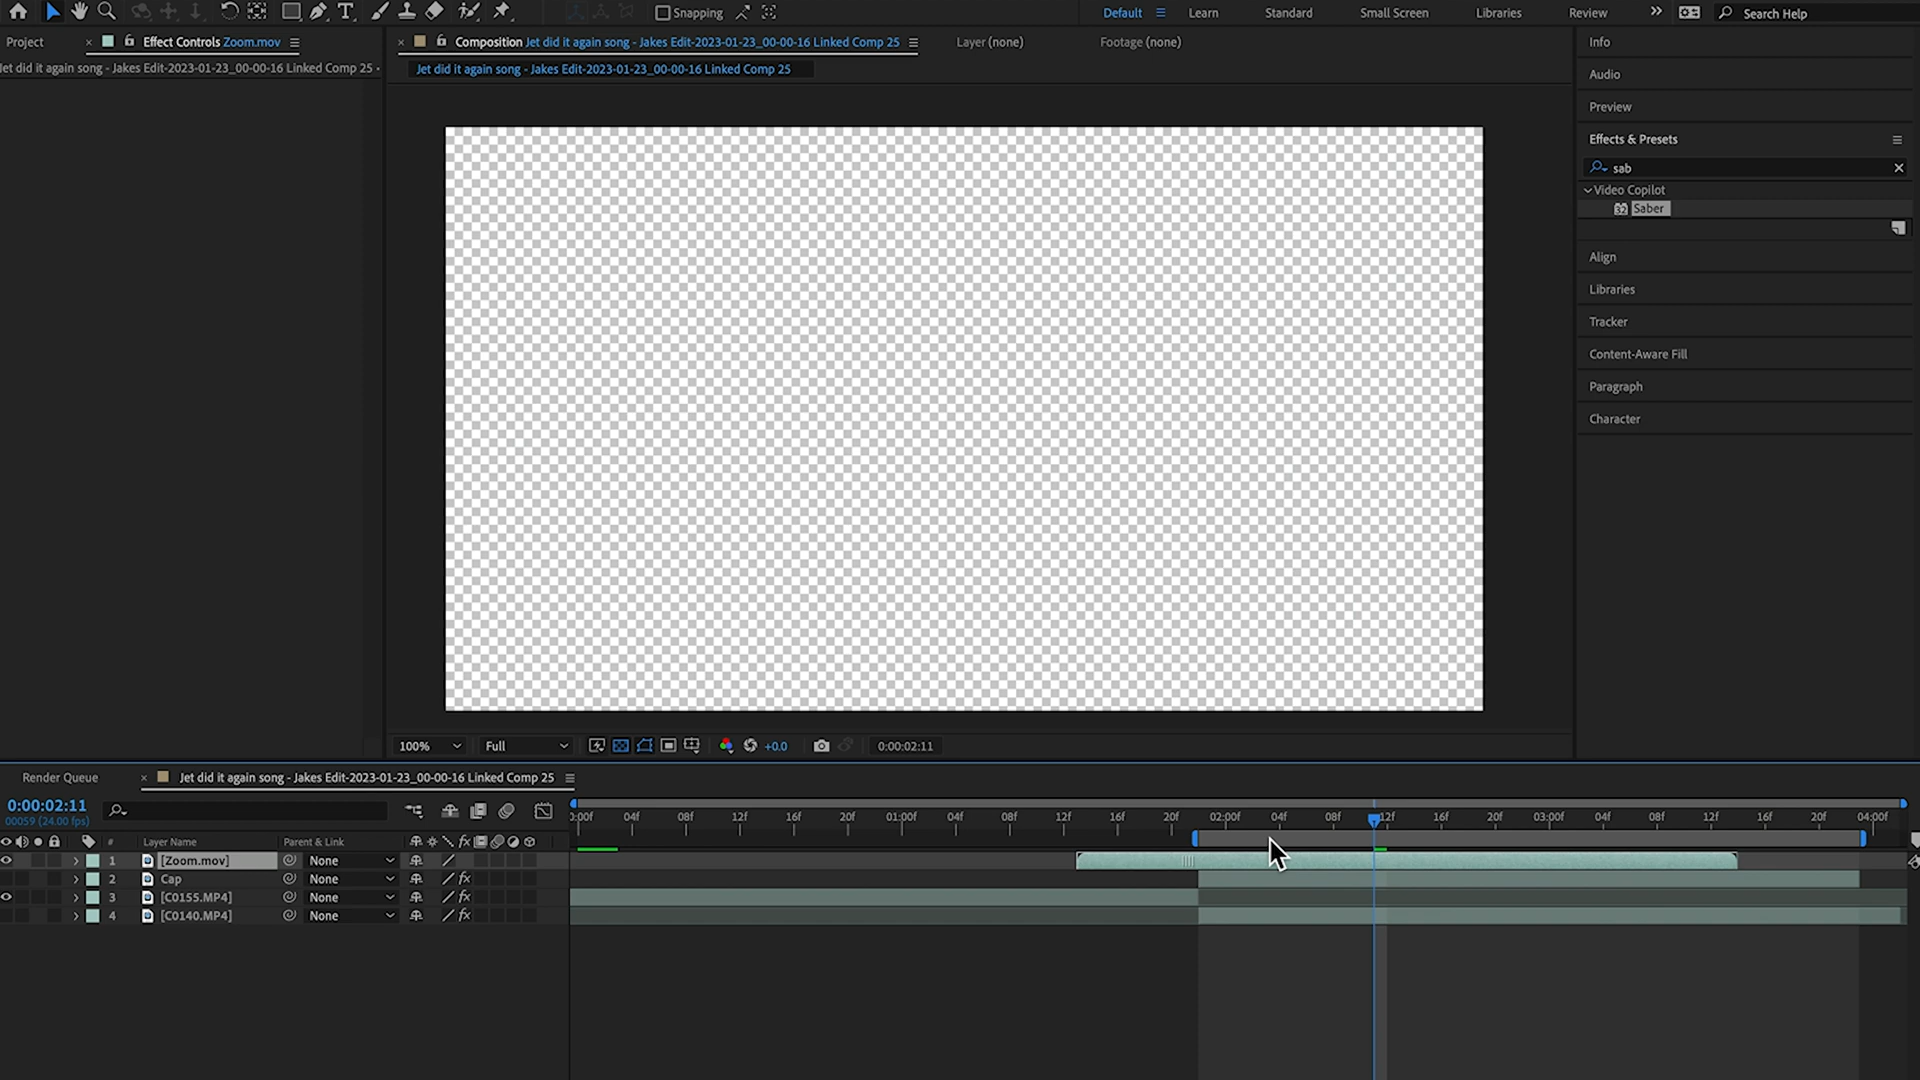 Snapping
Default
Learn
Standard
Small Screen
Libraries
Review
Search Help
Project
Effect Controls Zoom.mov
Composition Jet did it again song - Jakes Edit-2023-01-23_00-00-16 Linked Comp 25
Layer (none)
Footage (none)
Info
Jet did it again song - Jakes Edit-2023-01-23_00-00-16 Linked Comp 25 •
Jet did it again song - Jakes Edit-2023-01-23_00-00-16 Linked Comp 25
Audio
Preview
Effects & Presets
sab
Video Copilot
32 Saber
Align
Libraries
Tracker
Content-Aware Fill
Paragraph
Character
100%
Full
+0.0
0:00:02:11
Render Queue
Jet did it again song - Jakes Edit-2023-01-23_00-00-16 Linked Comp 25
0:00:02:11
00059 (24.00 fps)
:00f 04f 08f 12f 16f 20f 01:00f 04f 08f 12f 16f 20f 02:00f 04f 08f 12f 16f 20f 03:00f 04f 08f 12f 16f 20f 04:00f
# Layer Name Parent & Link fx
1 [Zoom.mov] None
2 Cap None fx
3 [C0155.MP4] None fx
4 [C0140.MP4] None fx